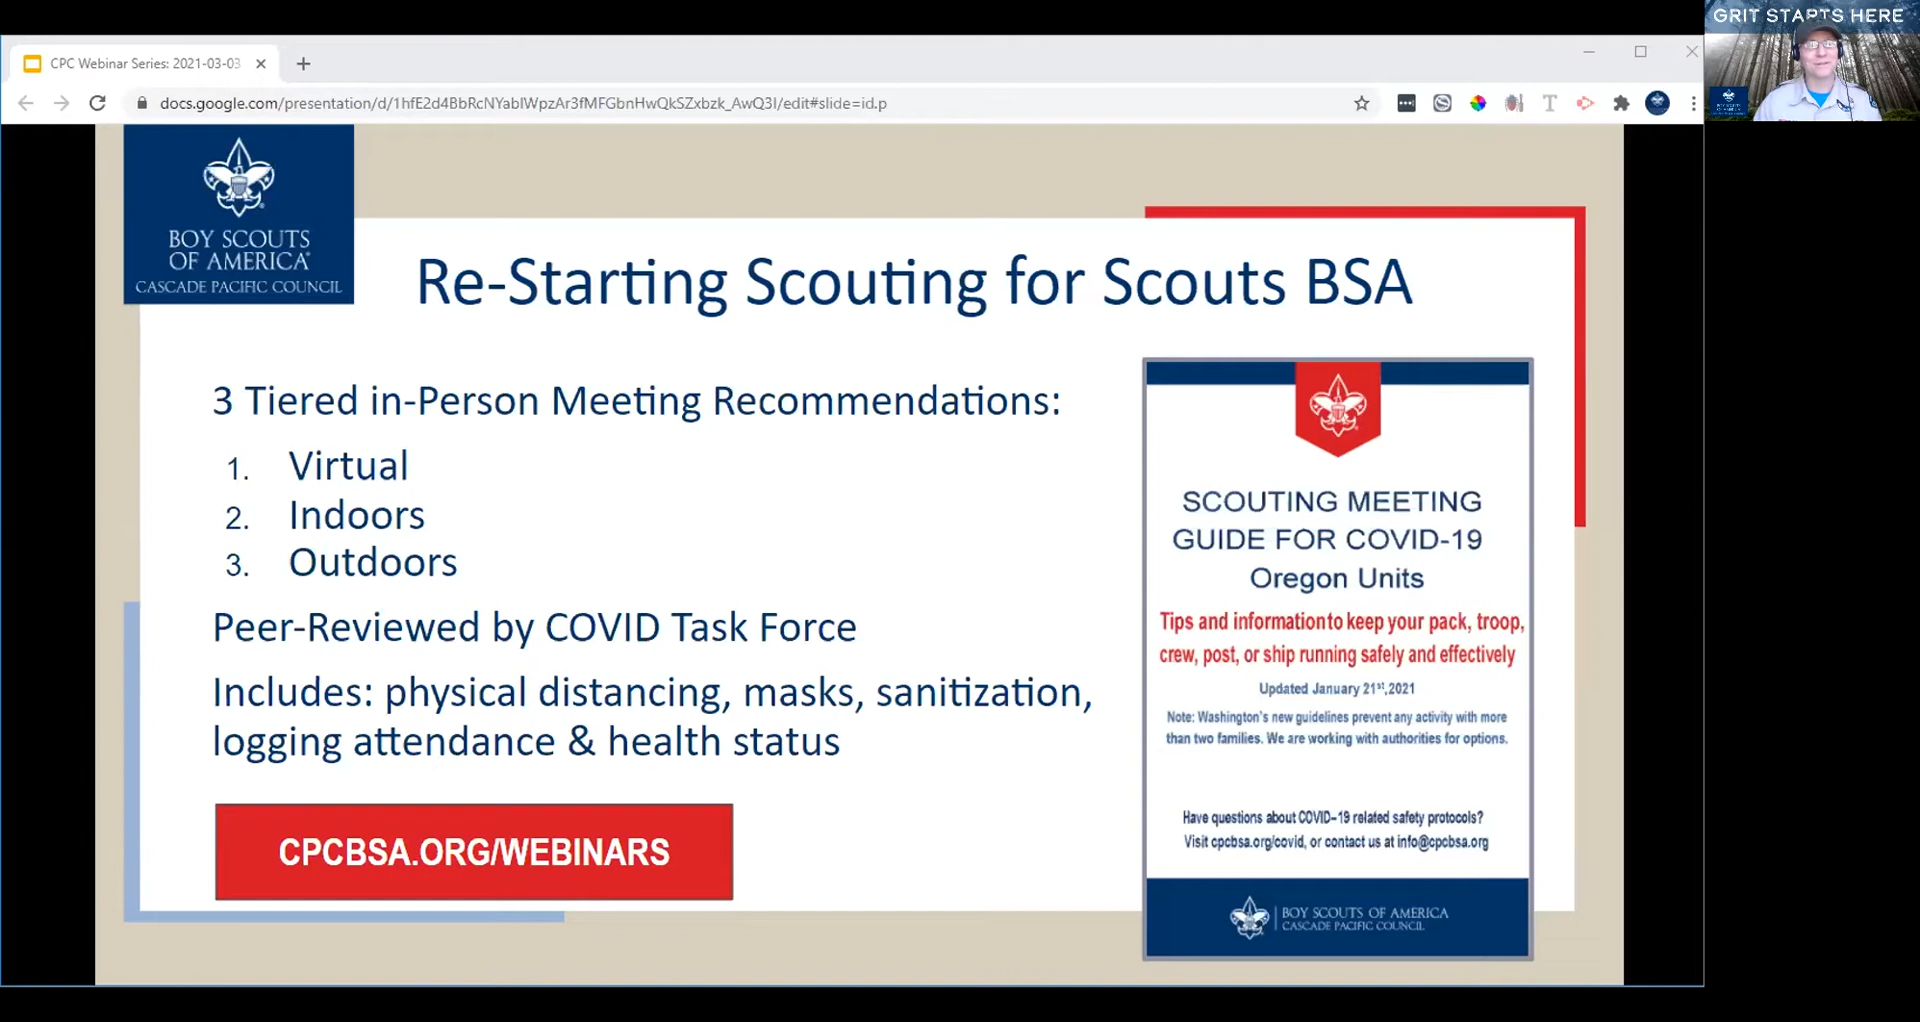 GRIT STARTS HERE
CPC Webinar Series: 2021-03-03
docs.google.com/presentation/d/1hfE2d4BbRcNYablWpzAr3fMFGbnHwQkSZxbzk_AwQ3I/edit#slide=id.p
BOY SCOUTS
OF AMERICA®
CASCADE PACIFIC COUNCIL
Re-Starting Scouting for Scouts BSA
3 Tiered in-Person Meeting Recommendations:
1. Virtual
2. Indoors
3. Outdoors
Peer-Reviewed by COVID Task Force
Includes: physical distancing, masks, sanitization,
logging attendance & health status
CPCBSA.ORG/WEBINARS
SCOUTING MEETING
GUIDE FOR COVID-19
Oregon Units
Tips and information to keep your pack, troop,
crew, post, or ship running safely and effectively
Updated January 21st,2021
Note: Washington's new guidelines prevent any activity with more
than two families. We are working with authorities for options.
Have questions about COVID-19 related safety protocols?
Visit cpcbsa.org/covid, or contact us at info@cpcbsa.org
BOY SCOUTS OF AMERICA
CASCADE PACIFIC COUNCIL